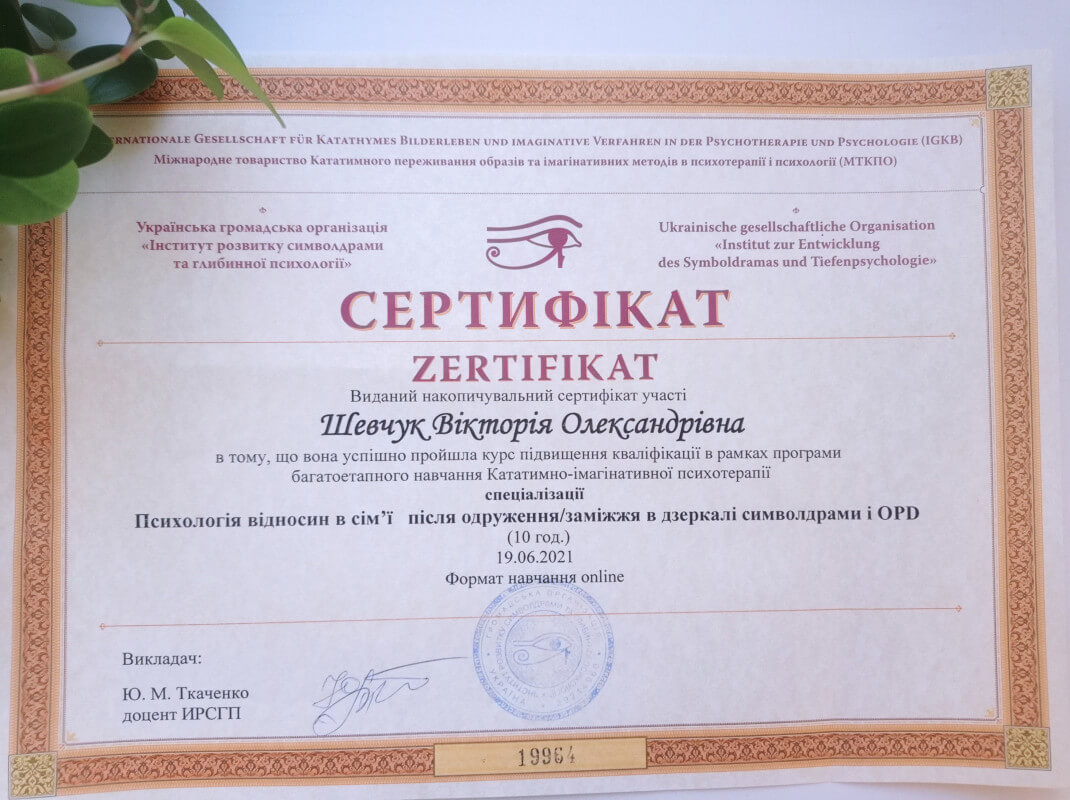 INTERNATIONALE GESELLSCHAFT FÜR KATATHYMES BILDERLEBEN UND IMAGINATIVE VERFAHREN IN DER PSYCHOTHERAPIE UND PSYCHOLOGIE (IGKB)
Міжнародне товариство Кататимного переживання образів та імагінативних методів в психотерапії і психології (МТКПО)
Українська громадська організація
«Інститут розвитку символдрами
та глибинної психології»
Ukrainische gesellschaftliche Organisation
«Institut zur Entwicklung
des Symboldramas und Tiefenpsychologie»
СЕРТИФІКАТ
ZERTIFIKAT
Виданий накопичувальний сертифікат участі
Шевчук Вікторія Олександрівна
в тому, що вона успішно пройшла курс підвищення кваліфікації в рамках програми
багатоетапного навчання Кататимно-імагінативної психотерапії
спеціалізації
Психологія відносин в сім’ї після одруження/заміжжя в дзеркалі символдрами і OPD
(10 год.)
19.06.2021
Формат навчання online
Викладач:
Ю. М. Ткаченко
доцент ИРСГП
19964